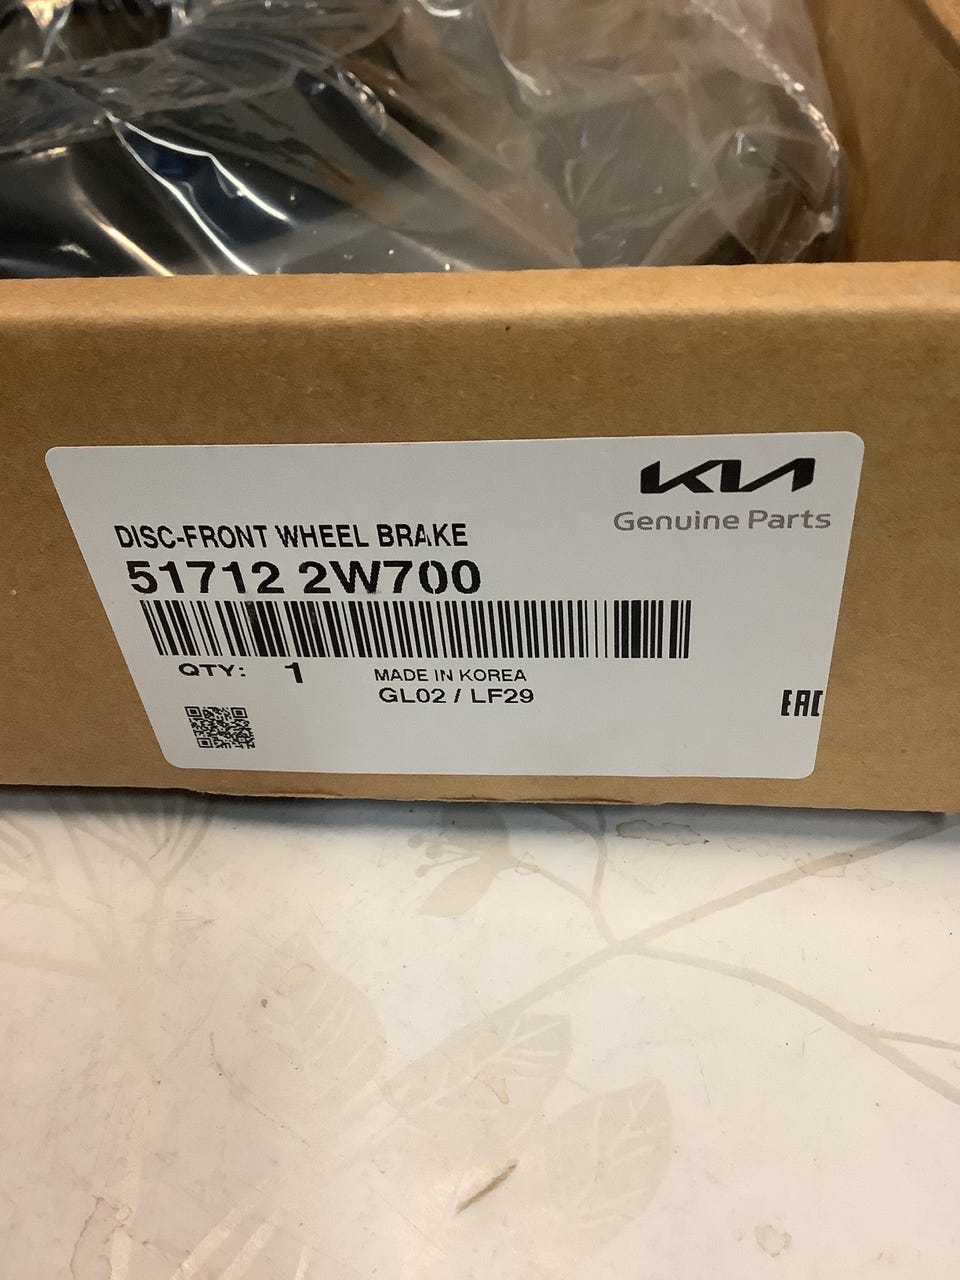 KIA
Genuine Parts
DISC-FRONT WHEEL BRAKE
51712 2W700
QTY: 1
MADE IN KOREA
GL02 / LF29
EAC